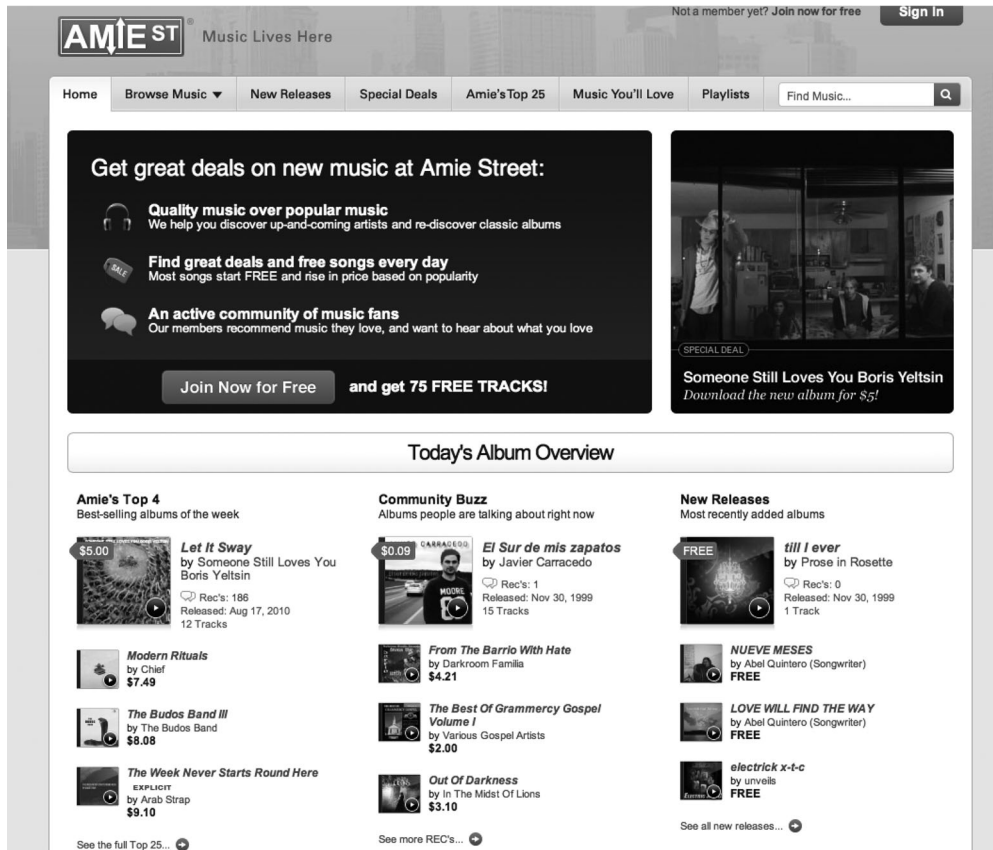 Not a member yet? Join now for free
Sign In
AMIE ST®
Music Lives Here
Home
Browse Music
New Releases
Special Deals
Amie's Top 25
Music You'll Love
Playlists
Find Music...
Get great deals on new music at Amie Street:
Quality music over popular music
We help you discover up-and-coming artists and re-discover classic albums
SALE
Find great deals and free songs every day
Most songs start FREE and rise in price based on popularity
An active community of music fans
Our members recommend music they love, and want to hear about what you love
Join Now for Free
and get 75 FREE TRACKS!
SPECIAL DEAL
Someone Still Loves You Boris Yeltsin
Download the new album for $5!
Today's Album Overview
Amie's Top 4
Best-selling albums of the week
$5.00
Let It Sway
by Someone Still Loves You
Boris Yeltsin
Rec's: 186
Released: Aug 17, 2010
12 Tracks
Modern Rituals
by Chief
$7.49
The Budos Band III
by The Budos Band
$8.08
The Week Never Starts Round Here
EXPLICIT
by Arab Strap
$9.10
See the full Top 25...
Community Buzz
Albums people are talking about right now
$0.09
CARRACEDO
MOORE
El Sur de mis zapatos
by Javier Carracedo
Rec's: 1
Released: Nov 30, 1999
15 Tracks
From The Barrio With Hate
by Darkroom Familia
$4.21
The Best Of Grammercy Gospel
Volume I
by Various Gospel Artists
$2.00
Out Of Darkness
by In The Midst Of Lions
$3.10
See more REC's...
New Releases
Most recently added albums
FREE
till I ever
by Prose in Rosette
Rec's: 0
Released: Nov 30, 1999
1 Track
NUEVE MESES
by Abel Quintero (Songwriter)
FREE
LOVE WILL FIND THE WAY
by Abel Quintero (Songwriter)
FREE
electrick x-t-c
by unveils
FREE
See all new releases...